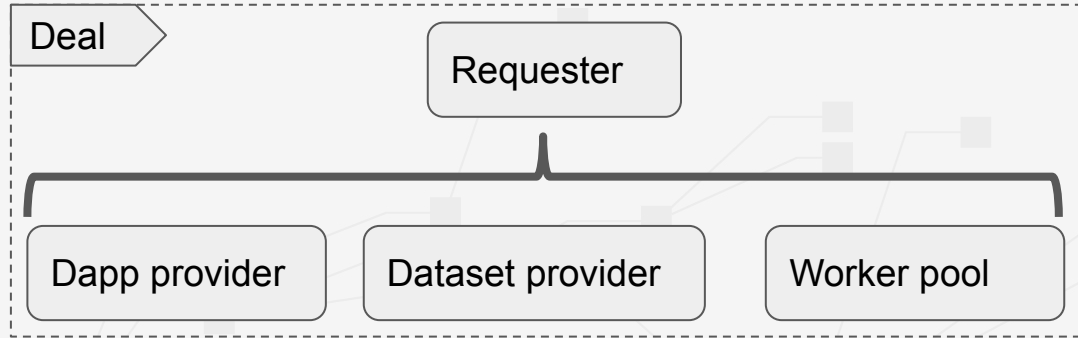 Deal
Requester
Dapp provider
Dataset provider
Worker pool